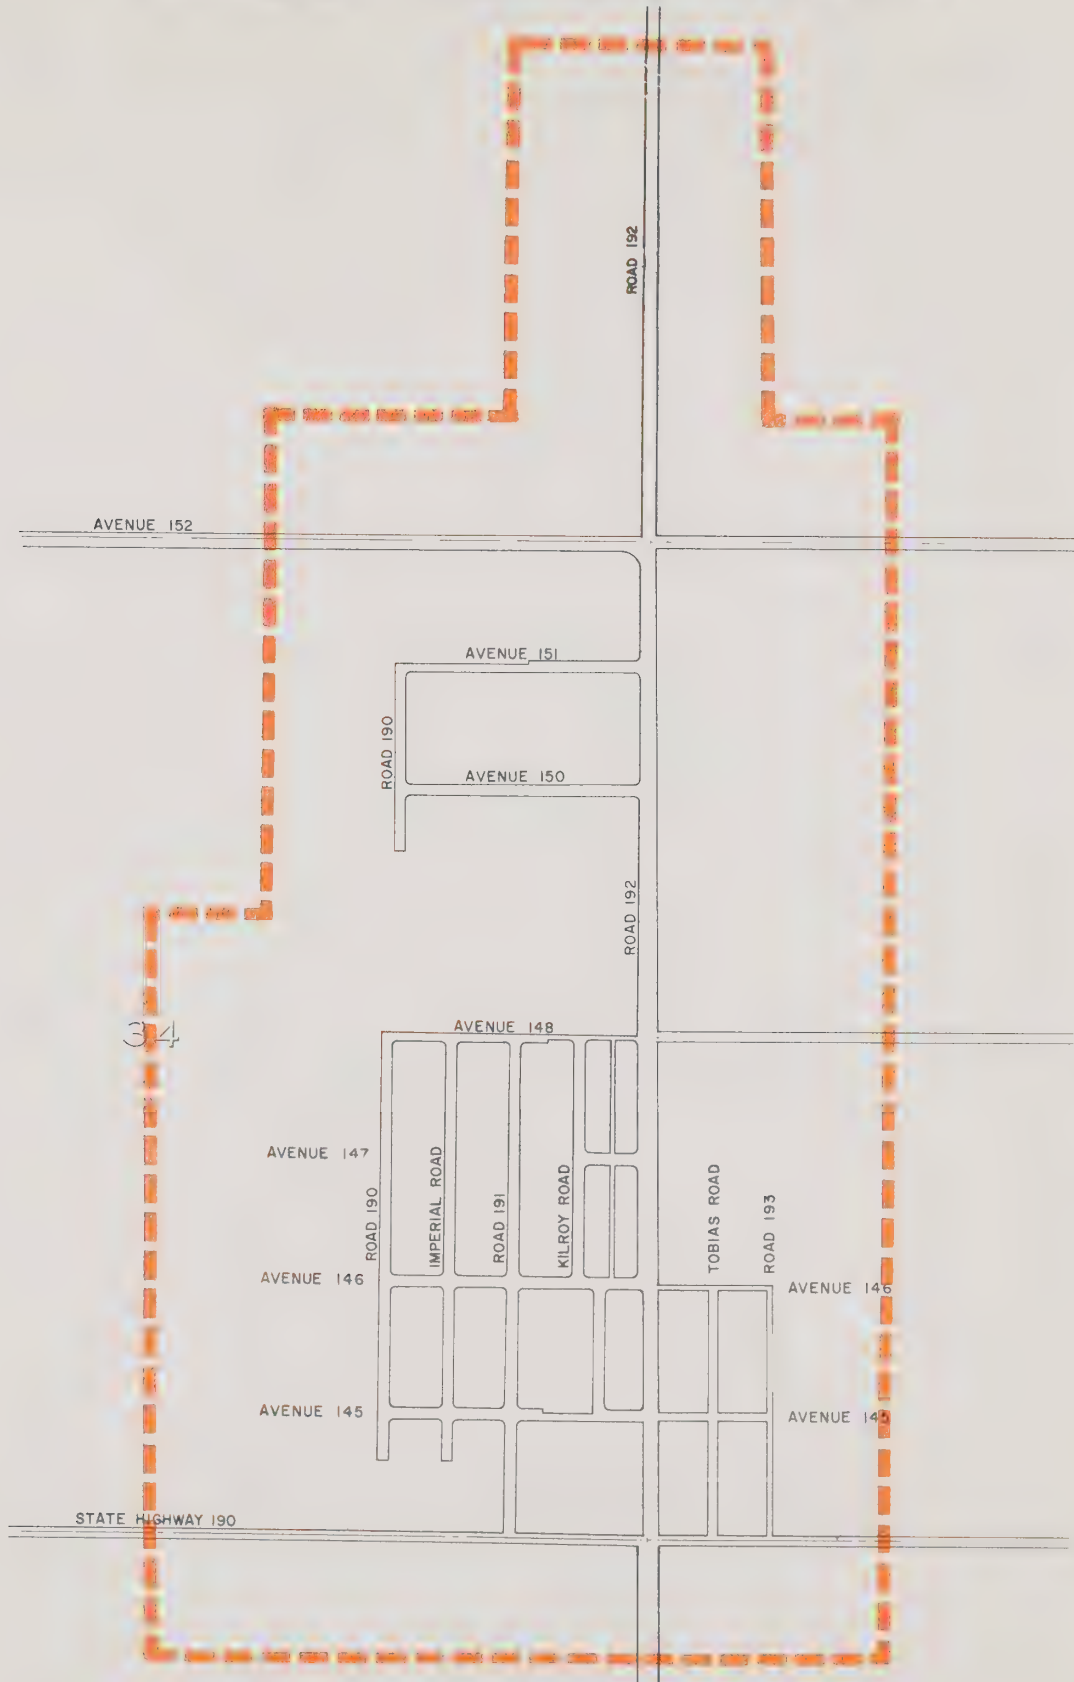 ROAD 192
AVENUE 152
AVENUE 151
ROAD 190
AVENUE 150
ROAD 192
34
AVENUE 148
AVENUE 147
ROAD 190
IMPERIAL ROAD
ROAD 191
KILROY ROAD
TOBIAS ROAD
ROAD 193
AVENUE 146
AVENUE 146
AVENUE 145
AVENUE 145
STATE HIGHWAY 190